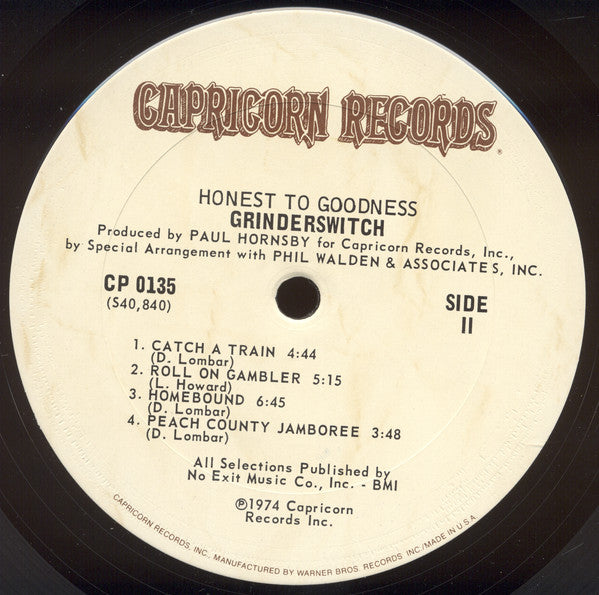 CAPRICORN RECORDS®
HONEST TO GOODNESS
GRINDERSWITCH
Produced by PAUL HORNSBY for Capricorn Records, Inc.,
by Special Arrangement with PHIL WALDEN & ASSOCIATES, INC.
CP 0135
(S40,840)
SIDE
II
1. CATCH A TRAIN 4:44
(D. Lombar)
2. ROLL ON GAMBLER 5:15
(L. Howard)
3. HOMEBOUND 6:45
(D. Lombar)
4. PEACH COUNTY JAMBOREE 3:48
(D. Lombar)
All Selections Published by
No Exit Music Co., Inc. - BMI
℗1974 Capricorn
Records Inc.
CAPRICORN RECORDS, INC. MANUFACTURED BY WARNER BROS. RECORDS INC./MADE IN U.S.A.